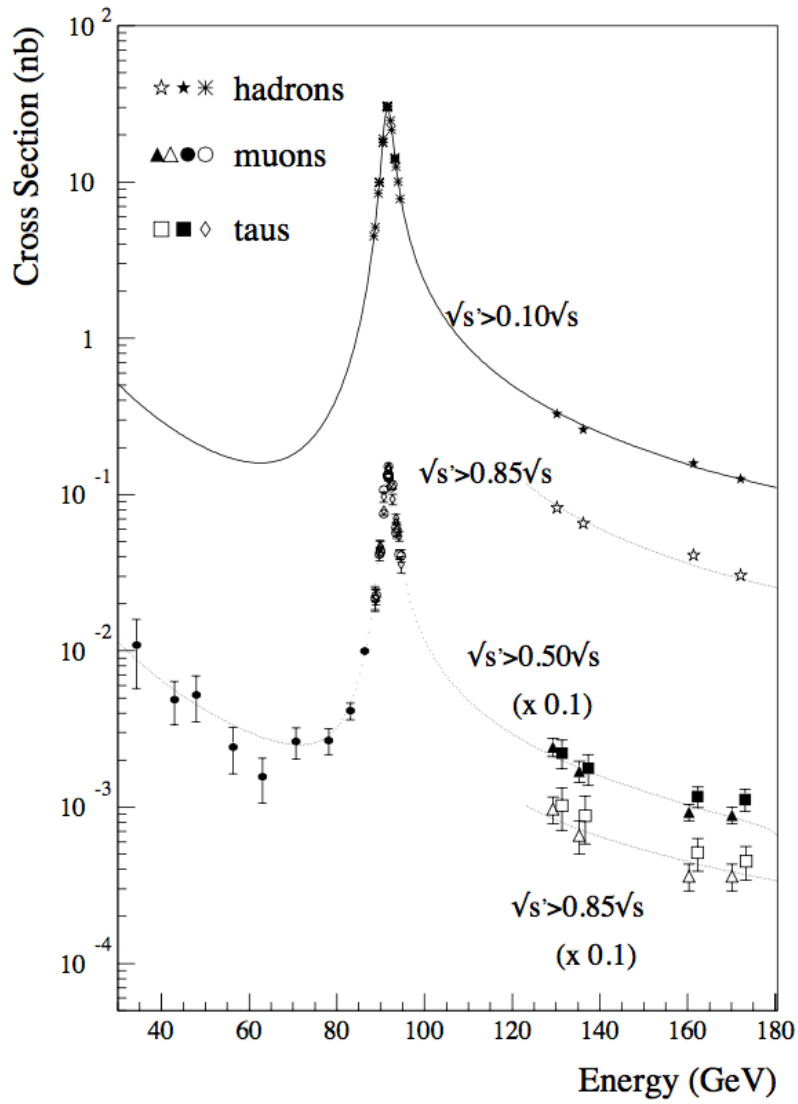 Cross Section (nb)
10 2
10
1
10 -1
10 -2
10 -3
10 -4
hadrons
muons
taus
√s'>0.10√s
√s'>0.85√s
√s'>0.50√s
(x 0.1)
√s'>0.85√s
(x 0.1)
40 60 80 100 120 140 160 180
Energy (GeV)